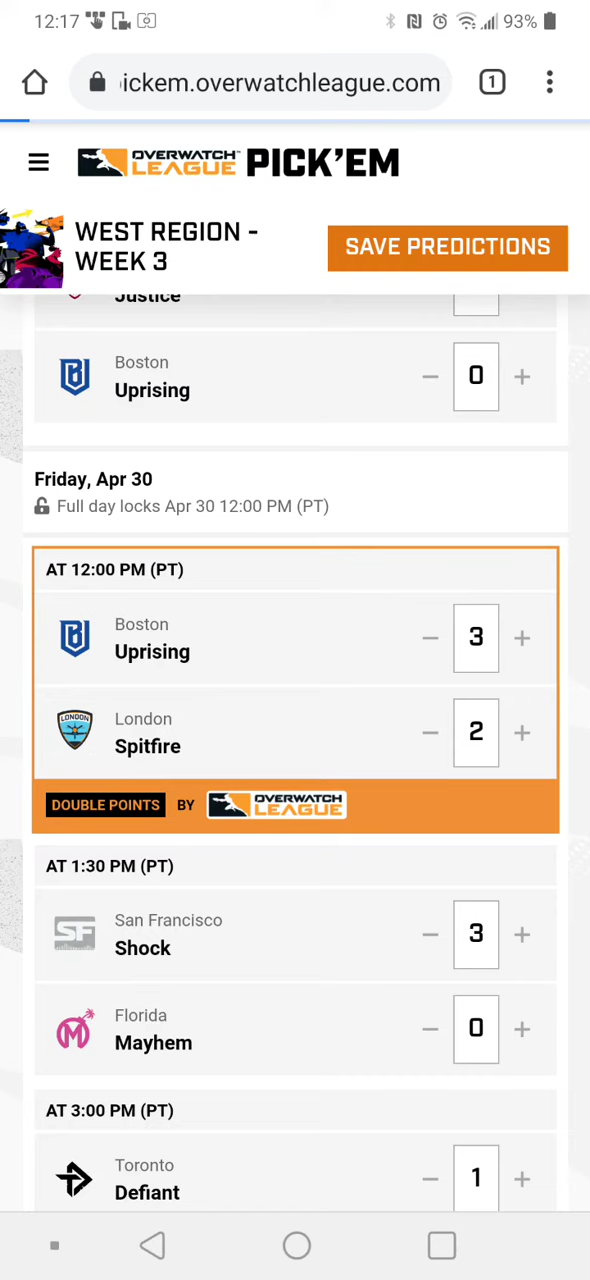 12:17 93%
ickem.overwatchleague.com 1
OVERWATCH LEAGUE PICK'EM
WEST REGION -
WEEK 3
SAVE PREDICTIONS
Justice
Boston
Uprising
− 0 +
Friday, Apr 30
Full day locks Apr 30 12:00 PM (PT)
AT 12:00 PM (PT)
Boston
Uprising
− 3 +
LONDON
London
Spitfire
− 2 +
DOUBLE POINTS BY OVERWATCH LEAGUE
AT 1:30 PM (PT)
SF
San Francisco
Shock
− 3 +
Florida
Mayhem
− 0 +
AT 3:00 PM (PT)
Toronto
Defiant
− 1 +